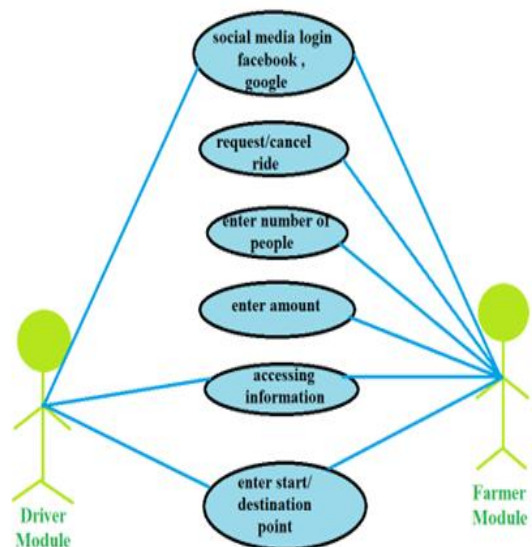 social media login
facebook ,
google
request/cancel
ride
enter number of
people
enter amount
accessing
information
enter start/
destination
point
Driver
Module
Farmer
Module